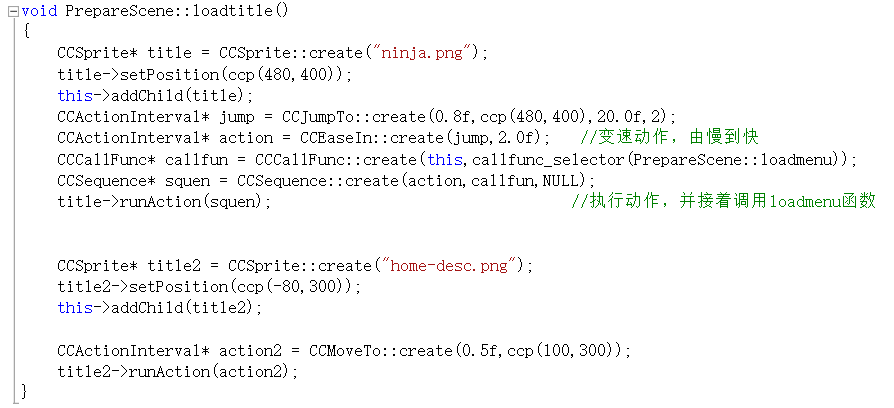 void PrepareScene::loadtitle()
{
CCSprite* title = CCSprite::create("ninja.png");
title->setPosition(ccp(480,400));
this->addChild(title);
CCActionInterval* jump = CCJumpTo::create(0.8f,ccp(480,400),20.0f,2);
CCActionInterval* action = CCEaseIn::create(jump,2.0f); //变速动作，由慢到快
CCCallFunc* callfun = CCCallFunc::create(this,callfunc_selector(PrepareScene::loadmenu));
CCSequence* squen = CCSequence::create(action,callfun,NULL);
title->runAction(squen); //执行动作，并接着调用loadmenu函数
CCSprite* title2 = CCSprite::create("home-desc.png");
title2->setPosition(ccp(-80,300));
this->addChild(title2);
CCActionInterval* action2 = CCMoveTo::create(0.5f,ccp(100,300));
title2->runAction(action2);
}